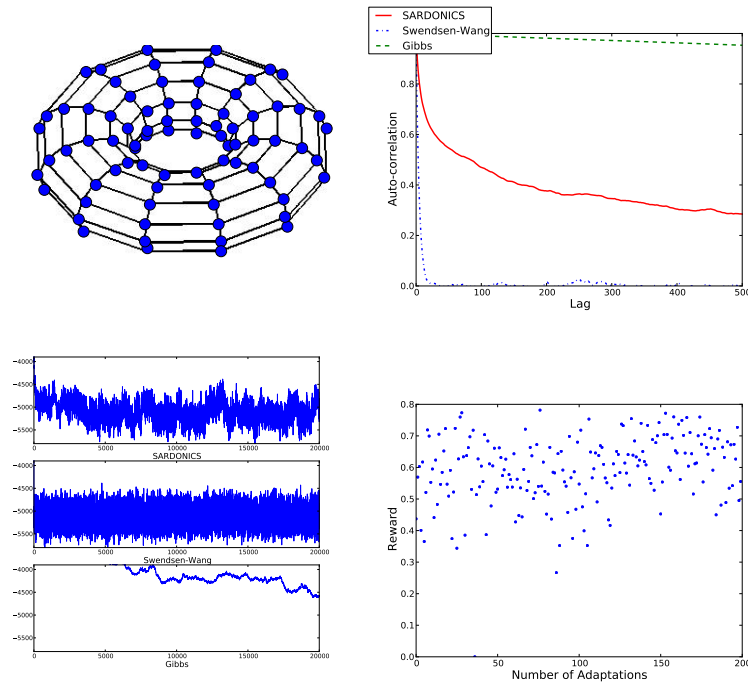 SARDONICS
Swendsen-Wang
Gibbs
0.8
0.6
0.4
0.2
0.0
Auto-correlation
0 100 200 300 400 500
Lag
−4000
−4500
−5000
−5500
0 5000 10000 15000 20000
SARDONICS
−4000
−4500
−5000
−5500
0 5000 10000 15000 20000
Swendsen-Wang
−4000
−4500
−5000
−5500
0 5000 10000 15000 20000
Gibbs
0.8
0.7
0.6
0.5
0.4
0.3
0.2
0.1
0.0
Reward
0 50 100 150 200
Number of Adaptations